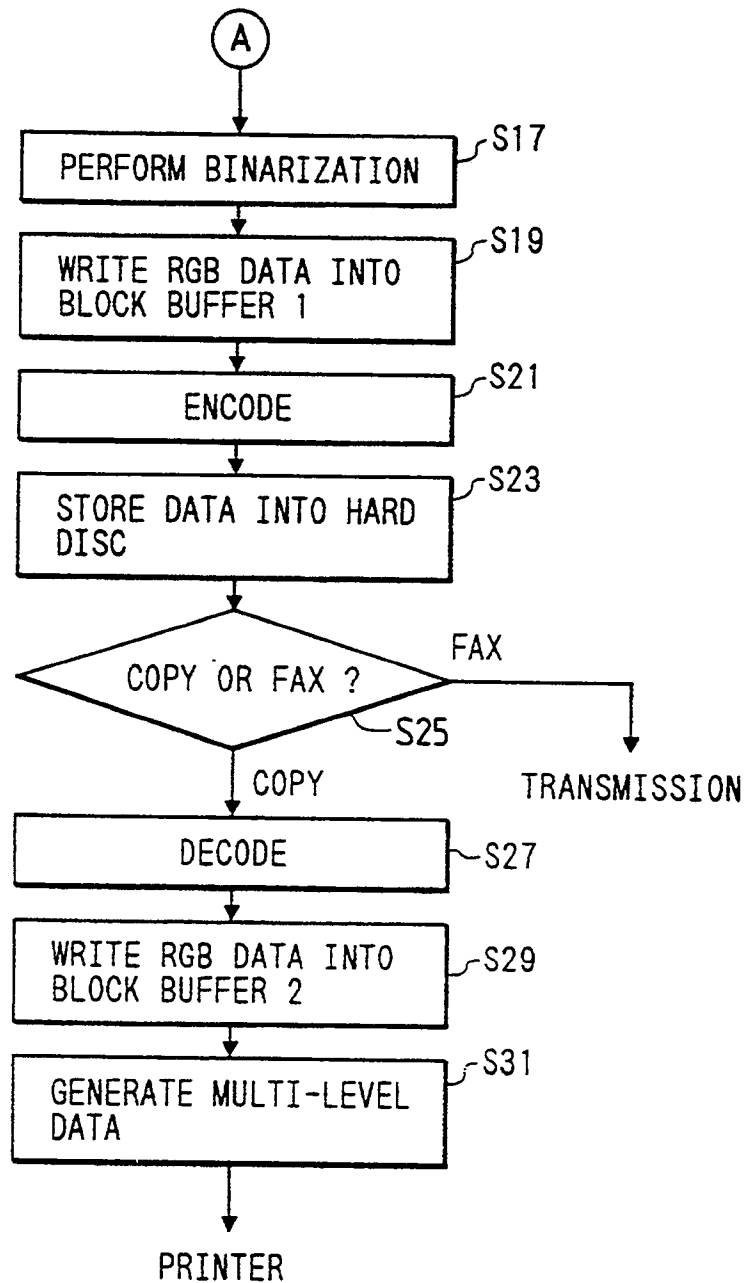 A
PERFORM BINARIZATION
S17
WRITE RGB DATA INTO
BLOCK BUFFER 1
S19
ENCODE
S21
STORE DATA INTO HARD
DISC
S23
COPY OR FAX ?
FAX
S25
COPY
TRANSMISSION
DECODE
S27
WRITE RGB DATA INTO
BLOCK BUFFER 2
S29
GENERATE MULTI-LEVEL
DATA
S31
PRINTER